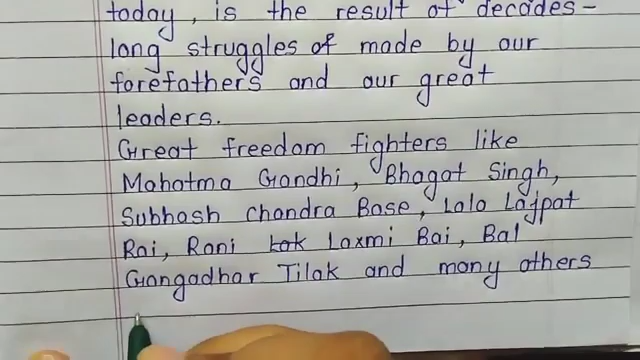 today, is the result of decades-
long struggles of made by our
forefathers and our great
leaders.
Great freedom fighters like
Mahatma Gandhi, Bhagat Singh,
Subhash Chandra Bose, Lala Lajpat
Rai, Rani Lak Laxmi Bai, Bal
Gangadhar Tilak and many others